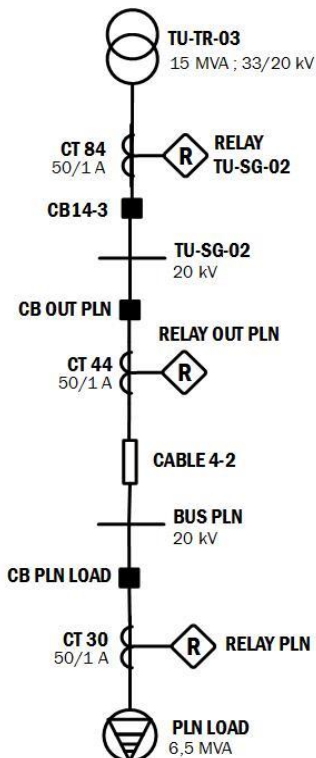 TU-TR-03
15 MVA ; 33/20 kV
CT 84
50/1 A
R
RELAY
TU-SG-02
CB14-3
TU-SG-02
20 kV
CB OUT PLN
RELAY OUT PLN
CT 44
50/1 A
R
CABLE 4-2
BUS PLN
20 kV
CB PLN LOAD
CT 30
50/1 A
R
RELAY PLN
PLN LOAD
6,5 MVA